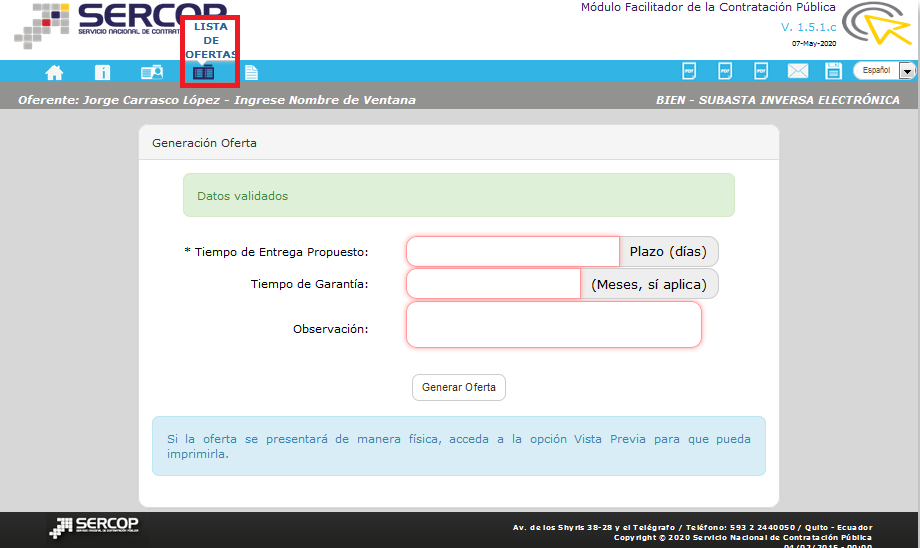 SERCOP
SERVICIO NACIONAL DE CONTRAT
LISTA
DE
OFERTAS
Módulo Facilitador de la Contratación Pública
V. 1.5.1.c
07-May-2020
PDF PDF PDF Español
Oferente: Jorge Carrasco López - Ingrese Nombre de Ventana BIEN - SUBASTA INVERSA ELECTRÓNICA
Generación Oferta
Datos validados
* Tiempo de Entrega Propuesto: Plazo (días)
Tiempo de Garantía: (Meses, sí aplica)
Observación:
Generar Oferta
Si la oferta se presentará de manera física, acceda a la opción Vista Previa para que pueda
imprimirla.
SERCOP
Av. de los Shyris 38-28 y el Telégrafo / Teléfono: 593 2 2440050 / Quito - Ecuador
Copyright © 2020 Servicio Nacional de Contratación Pública